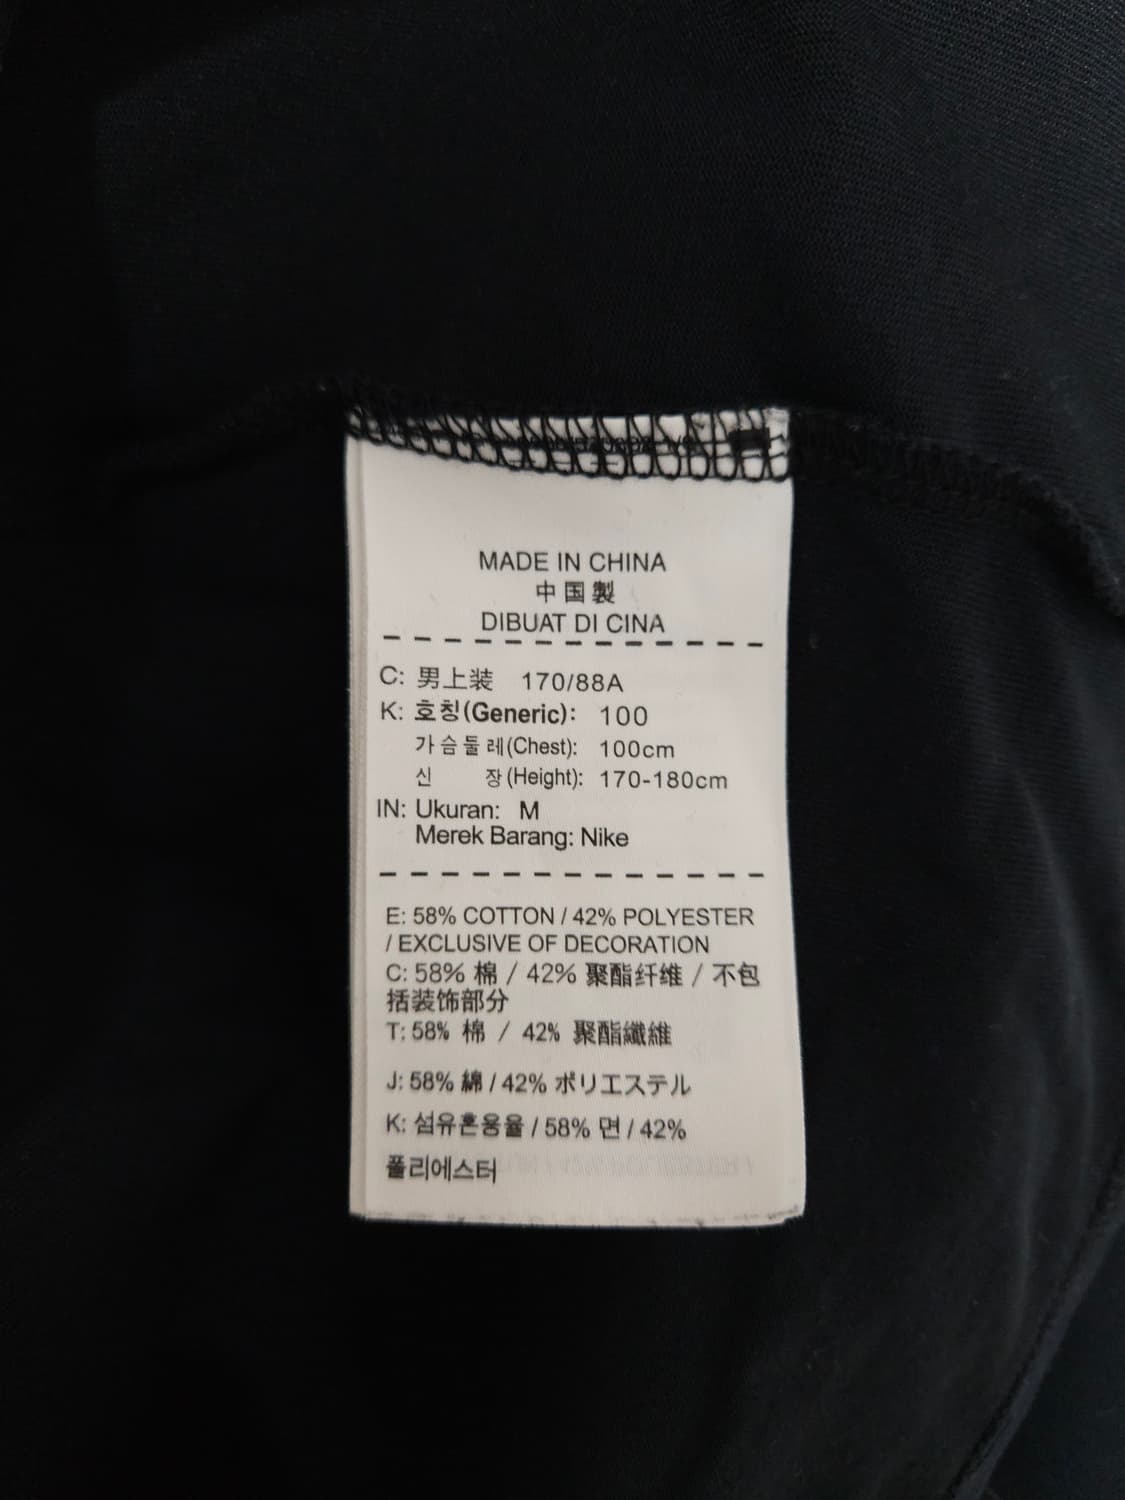 MADE IN CHINA
中国製
DIBUAT DI CINA
C: 男上装 170/88A
K: 호칭(Generic): 100
가슴둘레(Chest): 100cm
신 장(Height): 170-180cm
IN: Ukuran: M
Merek Barang: Nike
E: 58% COTTON / 42% POLYESTER
/ EXCLUSIVE OF DECORATION
C: 58% 棉 / 42% 聚酯纤维 / 不包
括装饰部分
T: 58% 棉 / 42% 聚酯纖維
J: 58% 綿 / 42% ポリエステル
K: 섬유혼용율 / 58% 면 / 42%
폴리에스터